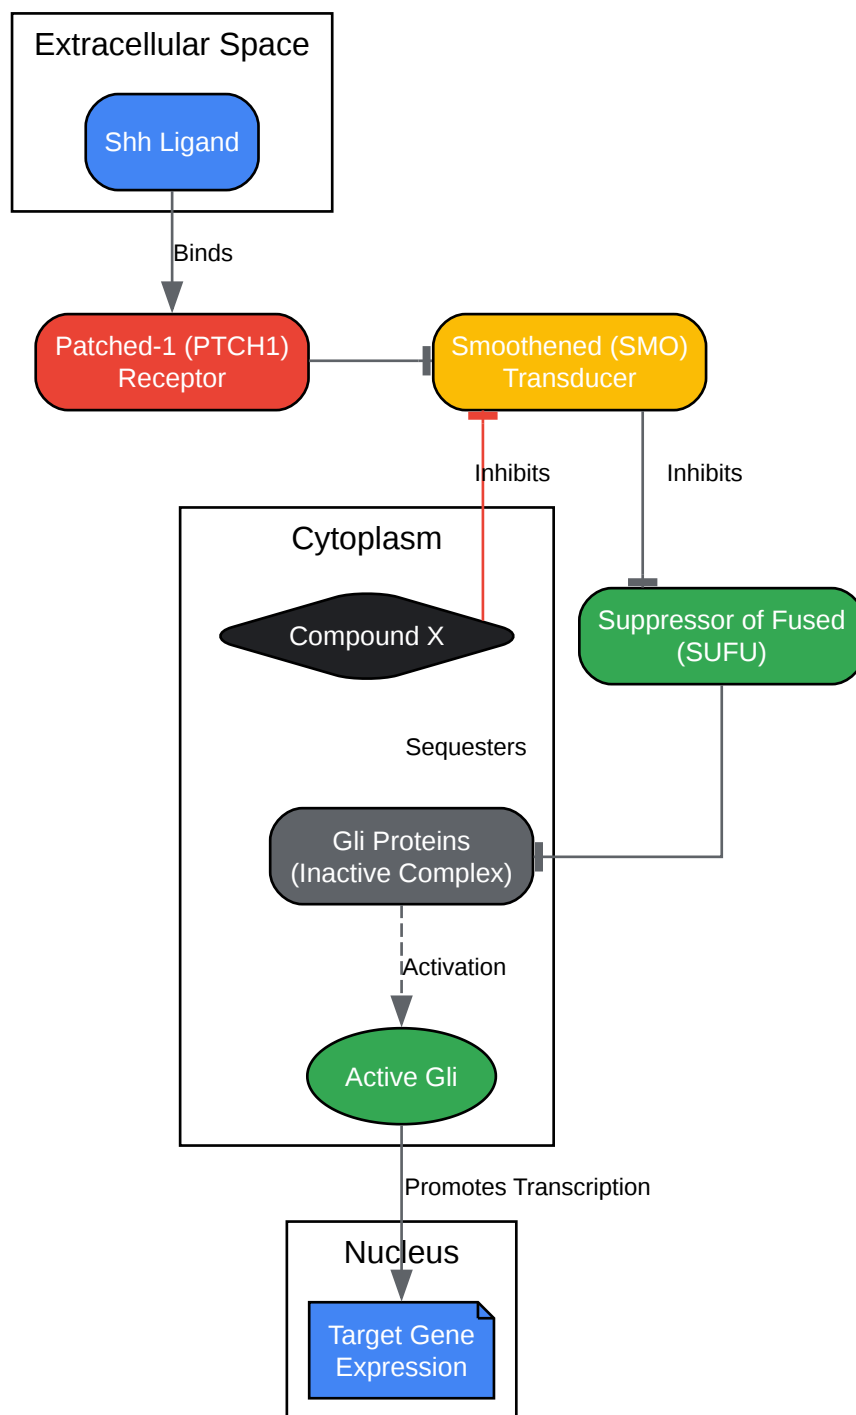 Extracellular Space
Shh Ligand
Binds
Patched-1 (PTCH1)
Receptor
Smoothened (SMO)
Transducer
Inhibits
Inhibits
Cytoplasm
Compound X
Suppressor of Fused
(SUFU)
Sequesters
Gli Proteins
(Inactive Complex)
Activation
Active Gli
Promotes Transcription
Nucleus
Target Gene
Expression